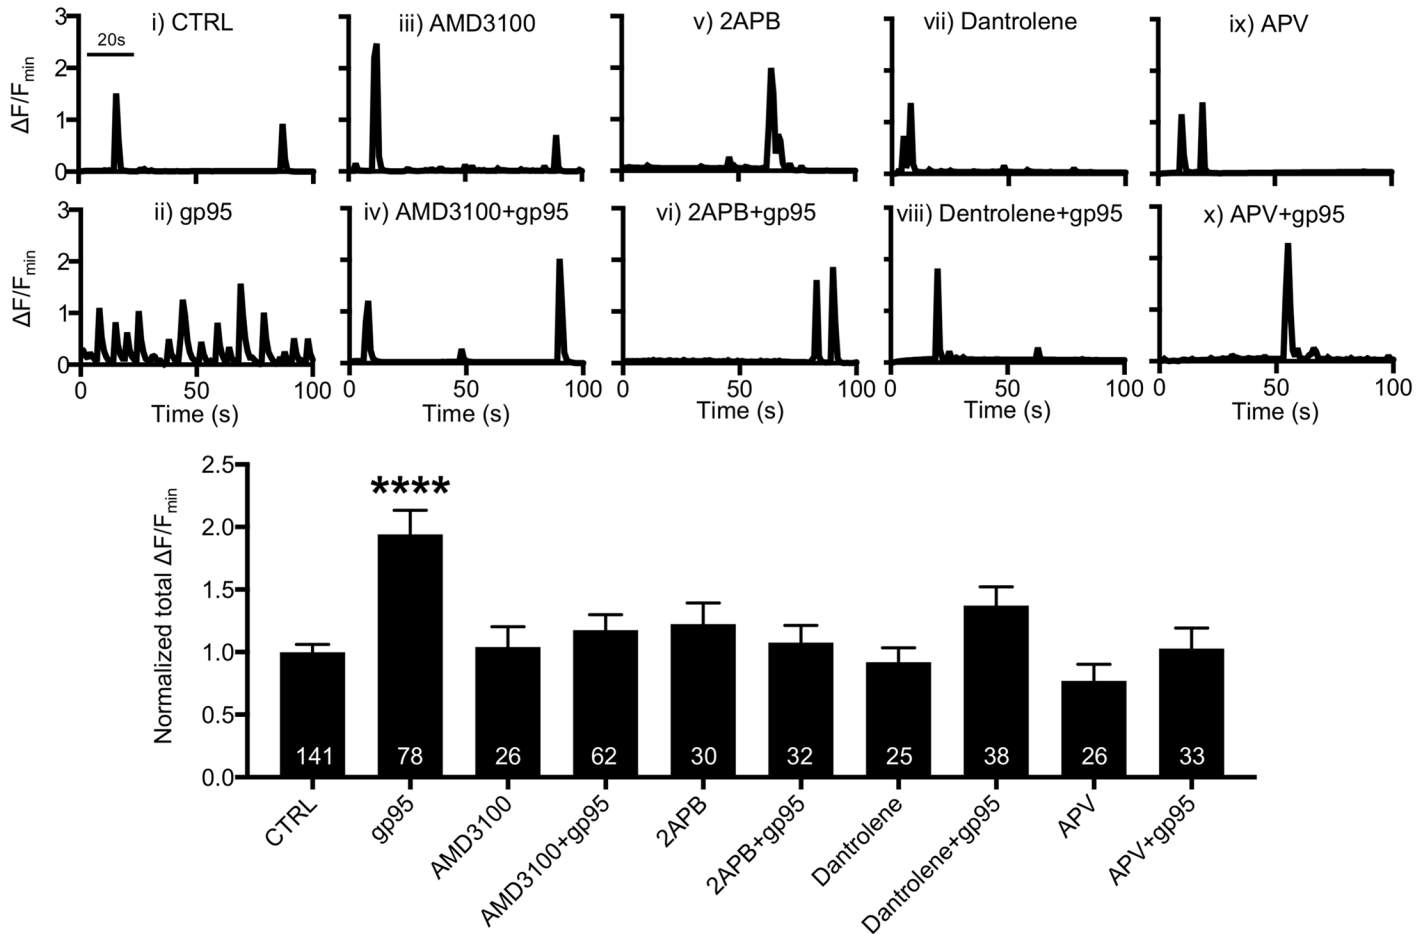 i) CTRL
iii) AMD3100
v) 2APB
vii) Dantrolene
ix) APV
20s
3
2
1
0
ΔF/Fmin
ii) gp95
iv) AMD3100+gp95
vi) 2APB+gp95
viii) Dentrolene+gp95
x) APV+gp95
3
2
1
0
ΔF/Fmin
0 50 100
0 50 100
0 50 100
0 50 100
0 50 100
Time (s)
Time (s)
Time (s)
Time (s)
Time (s)
2.5
2.0
1.5
1.0
0.5
0.0
Normalized total ΔF/Fmin
****
141 78 26 62 30 32 25 38 26 33
CTRL
gp95
AMD3100
AMD3100+gp95
2APB
2APB+gp95
Dantrolene
Dantrolene+gp95
APV
APV+gp95